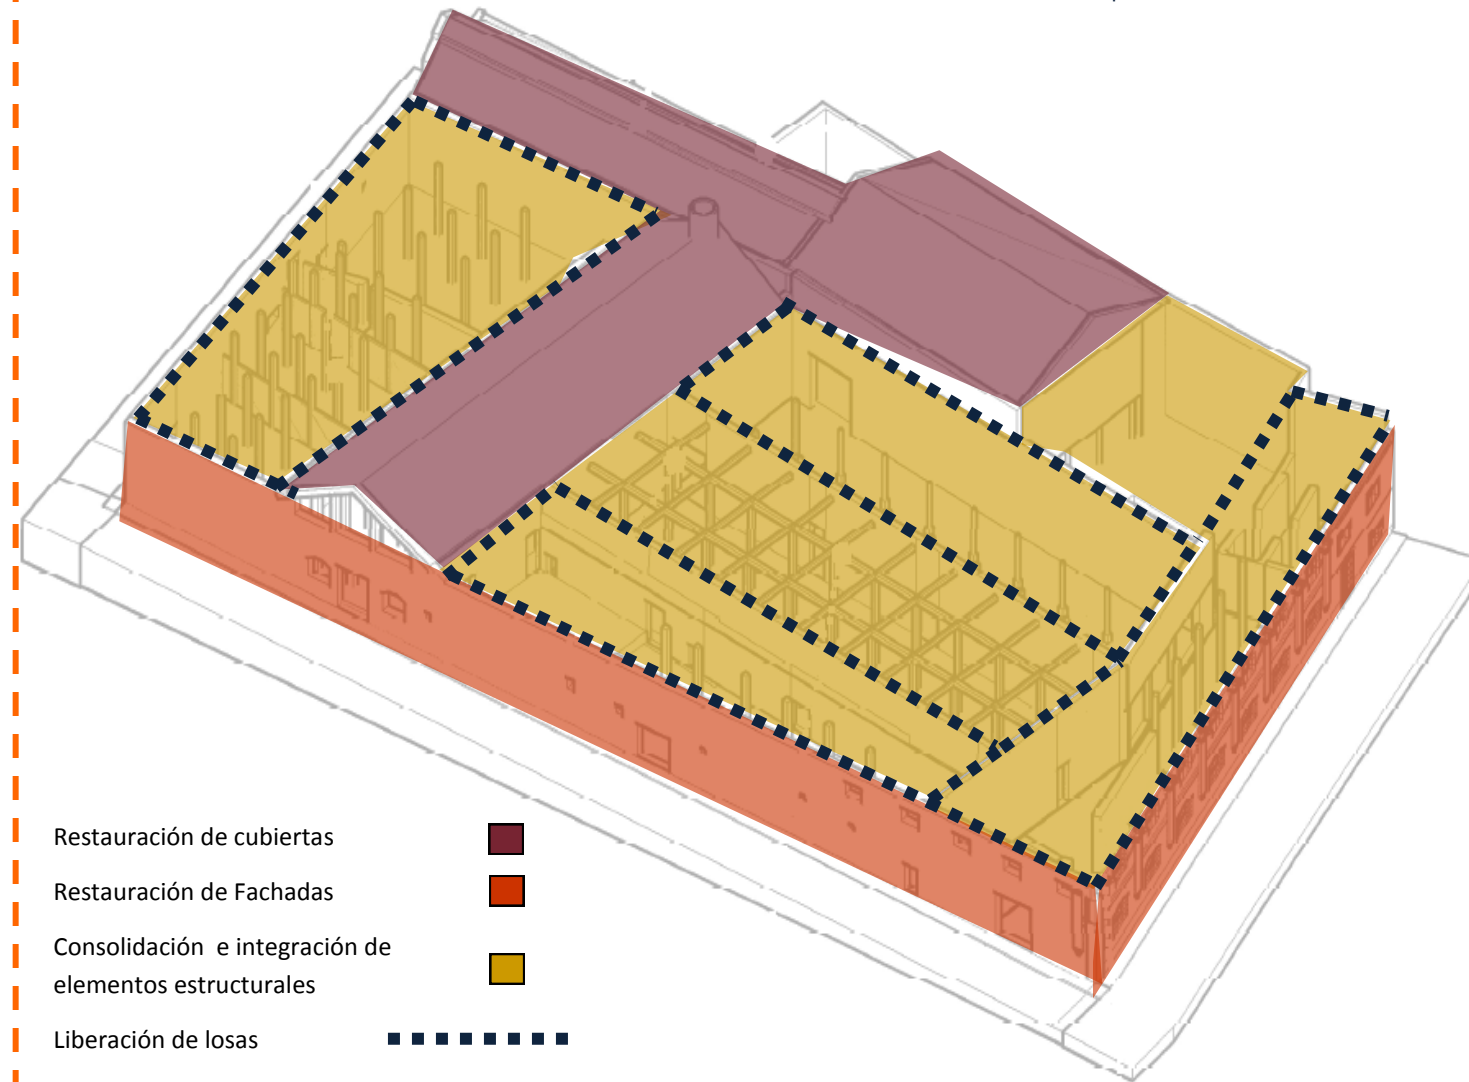 Restauración de cubiertas
Restauración de Fachadas
Consolidación e integración de
elementos estructurales
Liberación de losas